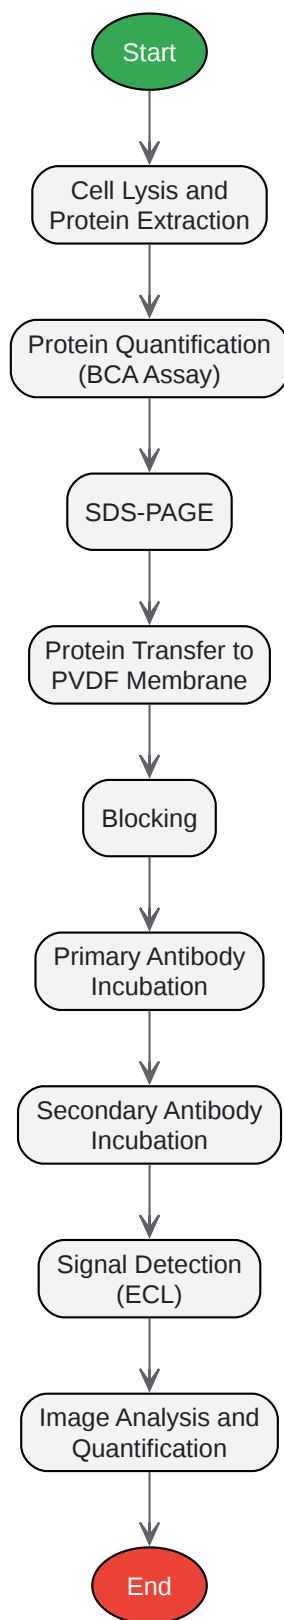 Start
Cell Lysis and
Protein Extraction
Protein Quantification
(BCA Assay)
SDS-PAGE
Protein Transfer to
PVDF Membrane
Blocking
Primary Antibody
Incubation
Secondary Antibody
Incubation
Signal Detection
(ECL)
Image Analysis and
Quantification
End